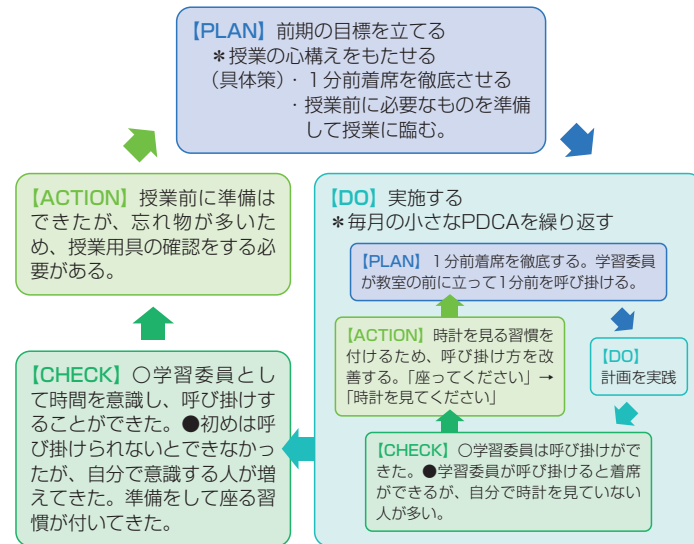 【PLAN】前期の目標を立てる
＊授業の心構えをもたせる
（具体策）・１分前着席を徹底させる
・授業前に必要なものを準備
して授業に臨む。
【DO】実施する
＊毎月の小さなPDCAを繰り返す
【PLAN】１分前着席を徹底する。学習委員
が教室の前に立って1分前を呼び掛ける。
【DO】
計画を実践
【CHECK】○学習委員は呼び掛けがで
きた。●学習委員が呼び掛けると着席
ができるが、自分で時計を見ていない
人が多い。
【ACTION】時計を見る習慣を
付けるため、呼び掛け方を改
善する。「座ってください」→
「時計を見てください」
【CHECK】○学習委員とし
て時間を意識し、呼び掛けす
ることができた。●初めは呼
び掛けられないとできなかっ
たが、自分で意識する人が増
えてきた。準備をして座る習
慣が付いてきた。
【ACTION】授業前に準備は
できたが、忘れ物が多いた
め、授業用具の確認をする必
要がある。